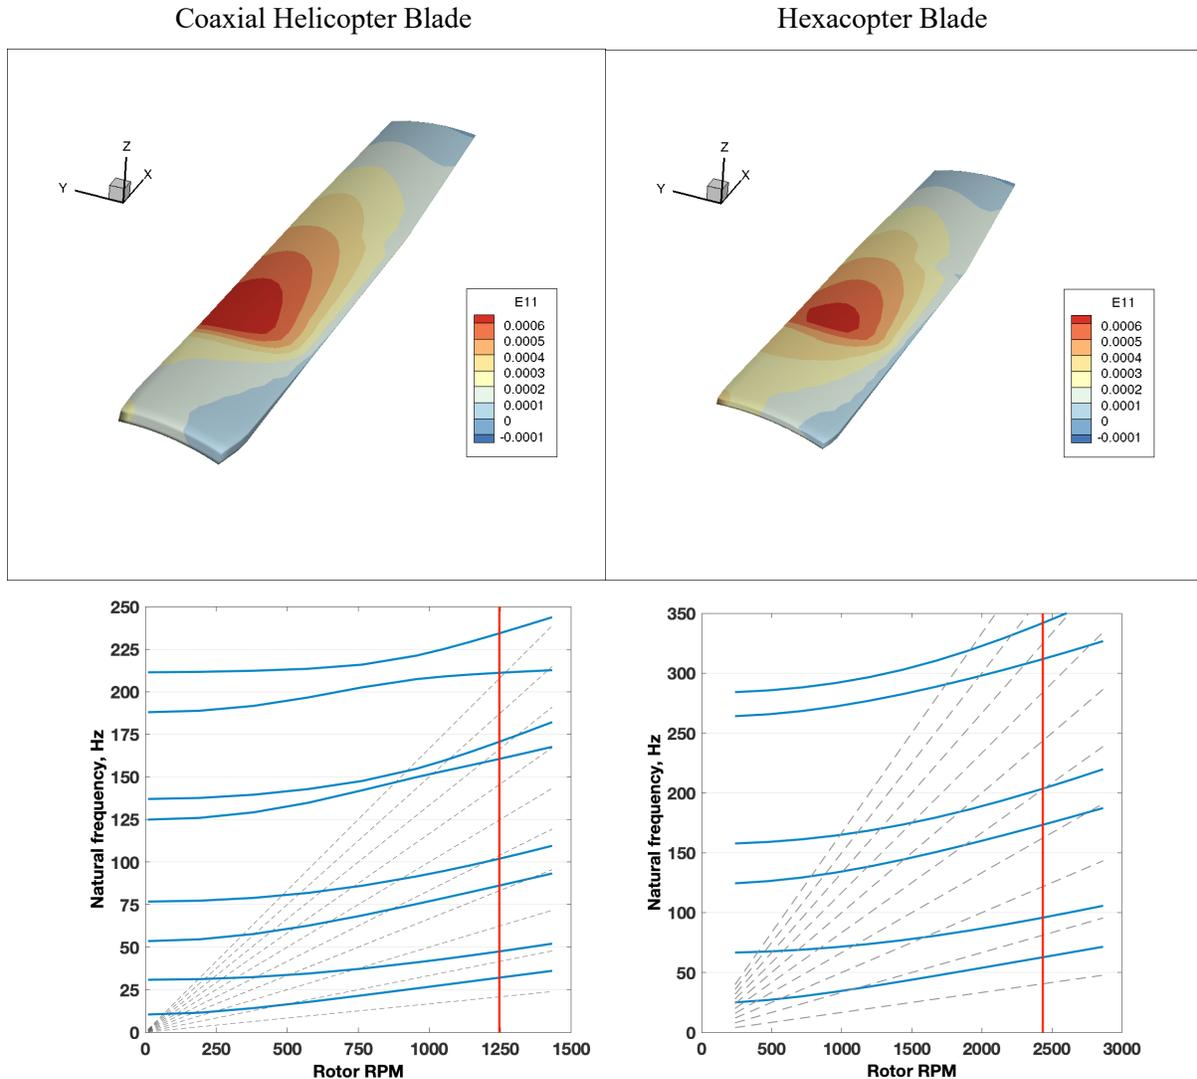 Coaxial Helicopter Blade
Hexacopter Blade
Z
X
Y
E11
0.0006
0.0005
0.0004
0.0003
0.0002
0.0001
0
-0.0001
Z
X
Y
E11
0.0006
0.0005
0.0004
0.0003
0.0002
0.0001
0
-0.0001
250
225
200
175
150
125
100
75
50
25
0
Natural frequency, Hz
0 250 500 750 1000 1250 1500
Rotor RPM
350
300
250
200
150
100
50
0
Natural frequency, Hz
0 500 1000 1500 2000 2500 3000
Rotor RPM